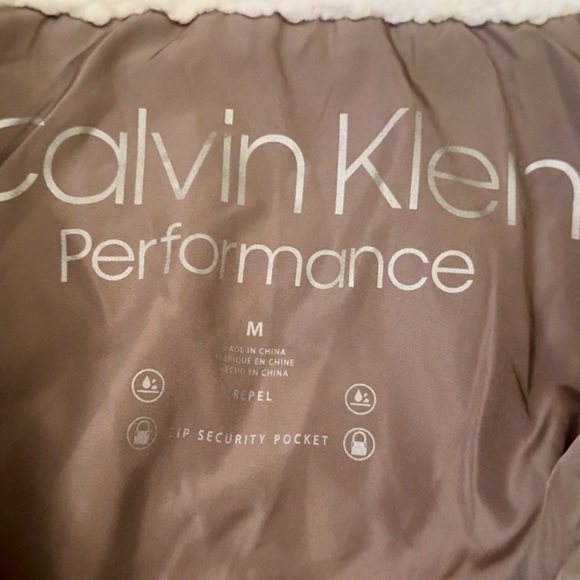 Calvin Klein
Performance
M
MADE IN CHINA
FABRIQUÉ EN CHINE
HECHO EN CHINA
REPEL
ZIP SECURITY POCKET